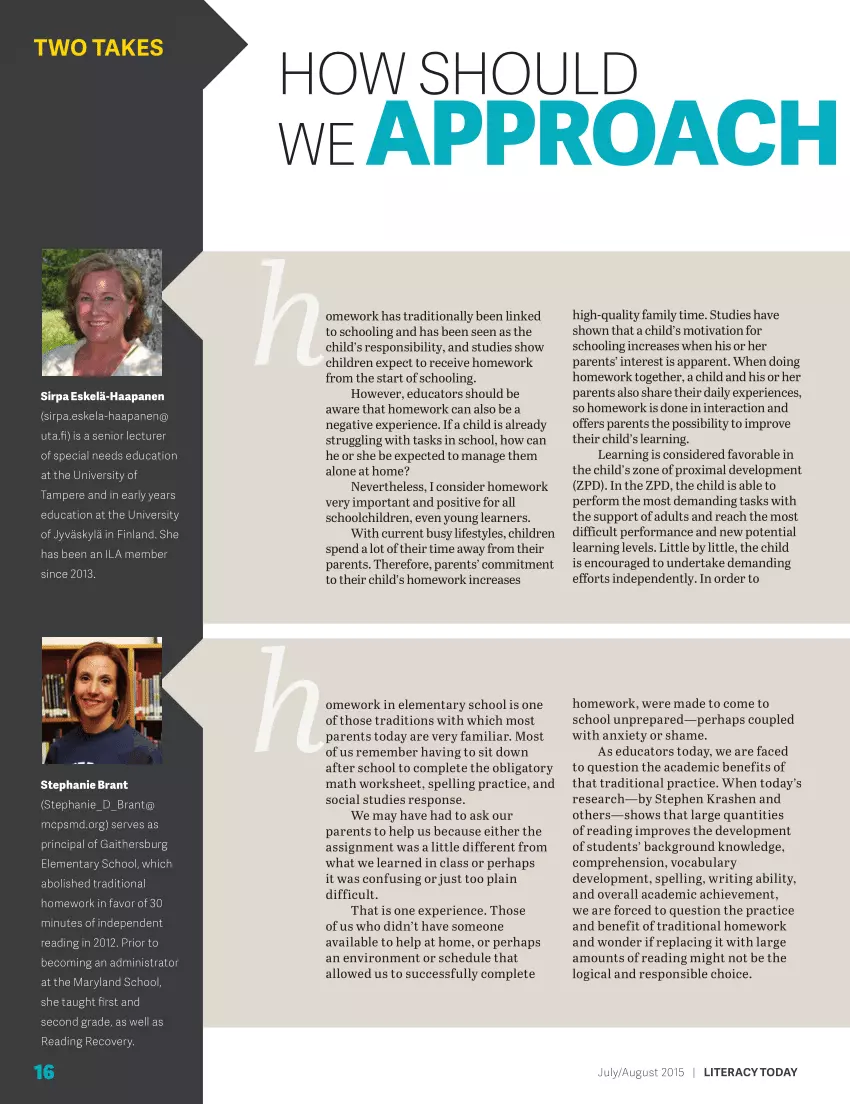 TWO TAKES
HOW SHOULD
WE APPROACH
Sirpa Eskelä-Haapanen
(sirpa.eskela-haapanen@
uta.fi) is a senior lecturer
of special needs education
at the University of
Tampere and in early years
education at the University
of Jyväskylä in Finland. She
has been an ILA member
since 2013.
homework has traditionally been linked
to schooling and has been seen as the
child's responsibility, and studies show
children expect to receive homework
from the start of schooling.
However, educators should be
aware that homework can also be a
negative experience. If a child is already
struggling with tasks in school, how can
he or she be expected to manage them
alone at home?
Nevertheless, I consider homework
very important and positive for all
schoolchildren, even young learners.
With current busy lifestyles, children
spend a lot of their time away from their
parents. Therefore, parents' commitment
to their child's homework increases
high-quality family time. Studies have
shown that a child's motivation for
schooling increases when his or her
parents' interest is apparent. When doing
homework together, a child and his or her
parents also share their daily experiences,
so homework is done in interaction and
offers parents the possibility to improve
their child's learning.
Learning is considered favorable in
the child's zone of proximal development
(ZPD). In the ZPD, the child is able to
perform the most demanding tasks with
the support of adults and reach the most
difficult performance and new potential
learning levels. Little by little, the child
is encouraged to undertake demanding
efforts independently. In order to
Stephanie Brant
(Stephanie_D_Brant@
mcpsmd.org) serves as
principal of Gaithersburg
Elementary School, which
abolished traditional
homework in favor of 30
minutes of independent
reading in 2012. Prior to
becoming an administrator
at the Maryland School,
she taught first and
second grade, as well as
Reading Recovery.
homework in elementary school is one
of those traditions with which most
parents today are very familiar. Most
of us remember having to sit down
after school to complete the obligatory
math worksheet, spelling practice, and
social studies response.
We may have had to ask our
parents to help us because either the
assignment was a little different from
what we learned in class or perhaps
it was confusing or just too plain
difficult.
That is one experience. Those
of us who didn't have someone
available to help at home, or perhaps
an environment or schedule that
allowed us to successfully complete
homework, were made to come to
school unprepared—perhaps coupled
with anxiety or shame.
As educators today, we are faced
to question the academic benefits of
that traditional practice. When today's
research—by Stephen Krashen and
others—shows that large quantities
of reading improves the development
of students' background knowledge,
comprehension, vocabulary
development, spelling, writing ability,
and overall academic achievement,
we are forced to question the practice
and benefit of traditional homework
and wonder if replacing it with large
amounts of reading might not be the
logical and responsible choice.
16
July/August 2015 | LITERACY TODAY